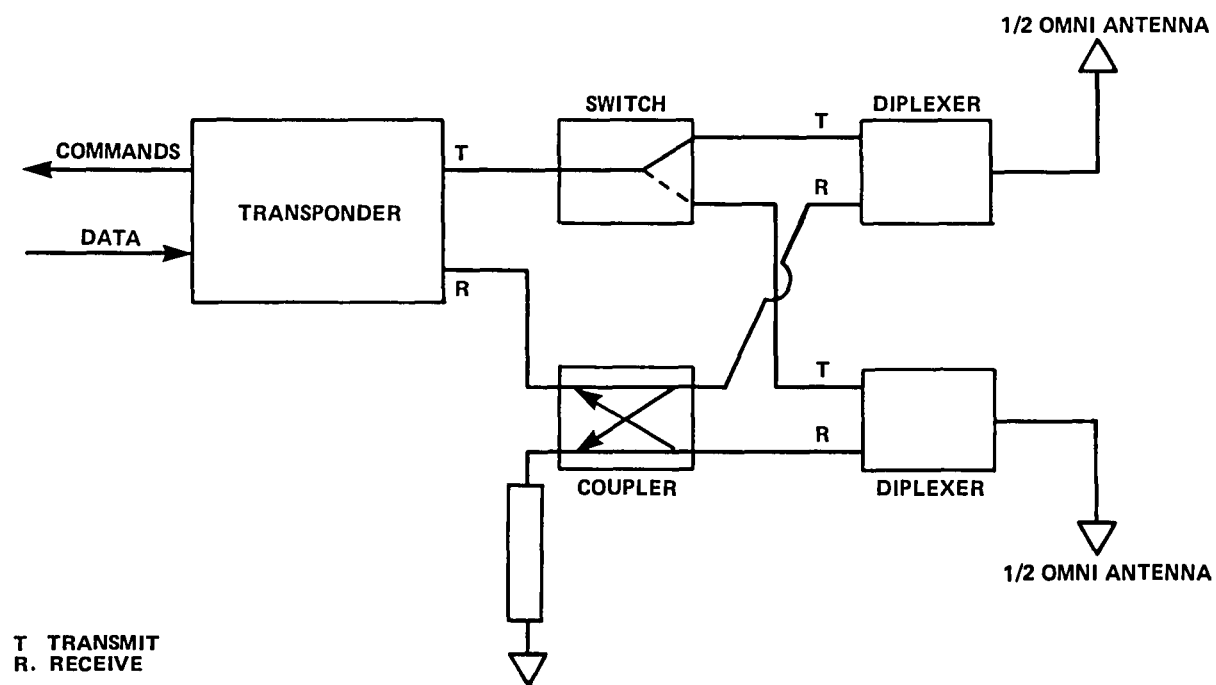 1/2 OMNI ANTENNA
SWITCH
DIPLEXER
COMMANDS
T
T
TRANSPONDER
R
DATA
R
T
R
COUPLER
DIPLEXER
1/2 OMNI ANTENNA
T TRANSMIT
R. RECEIVE